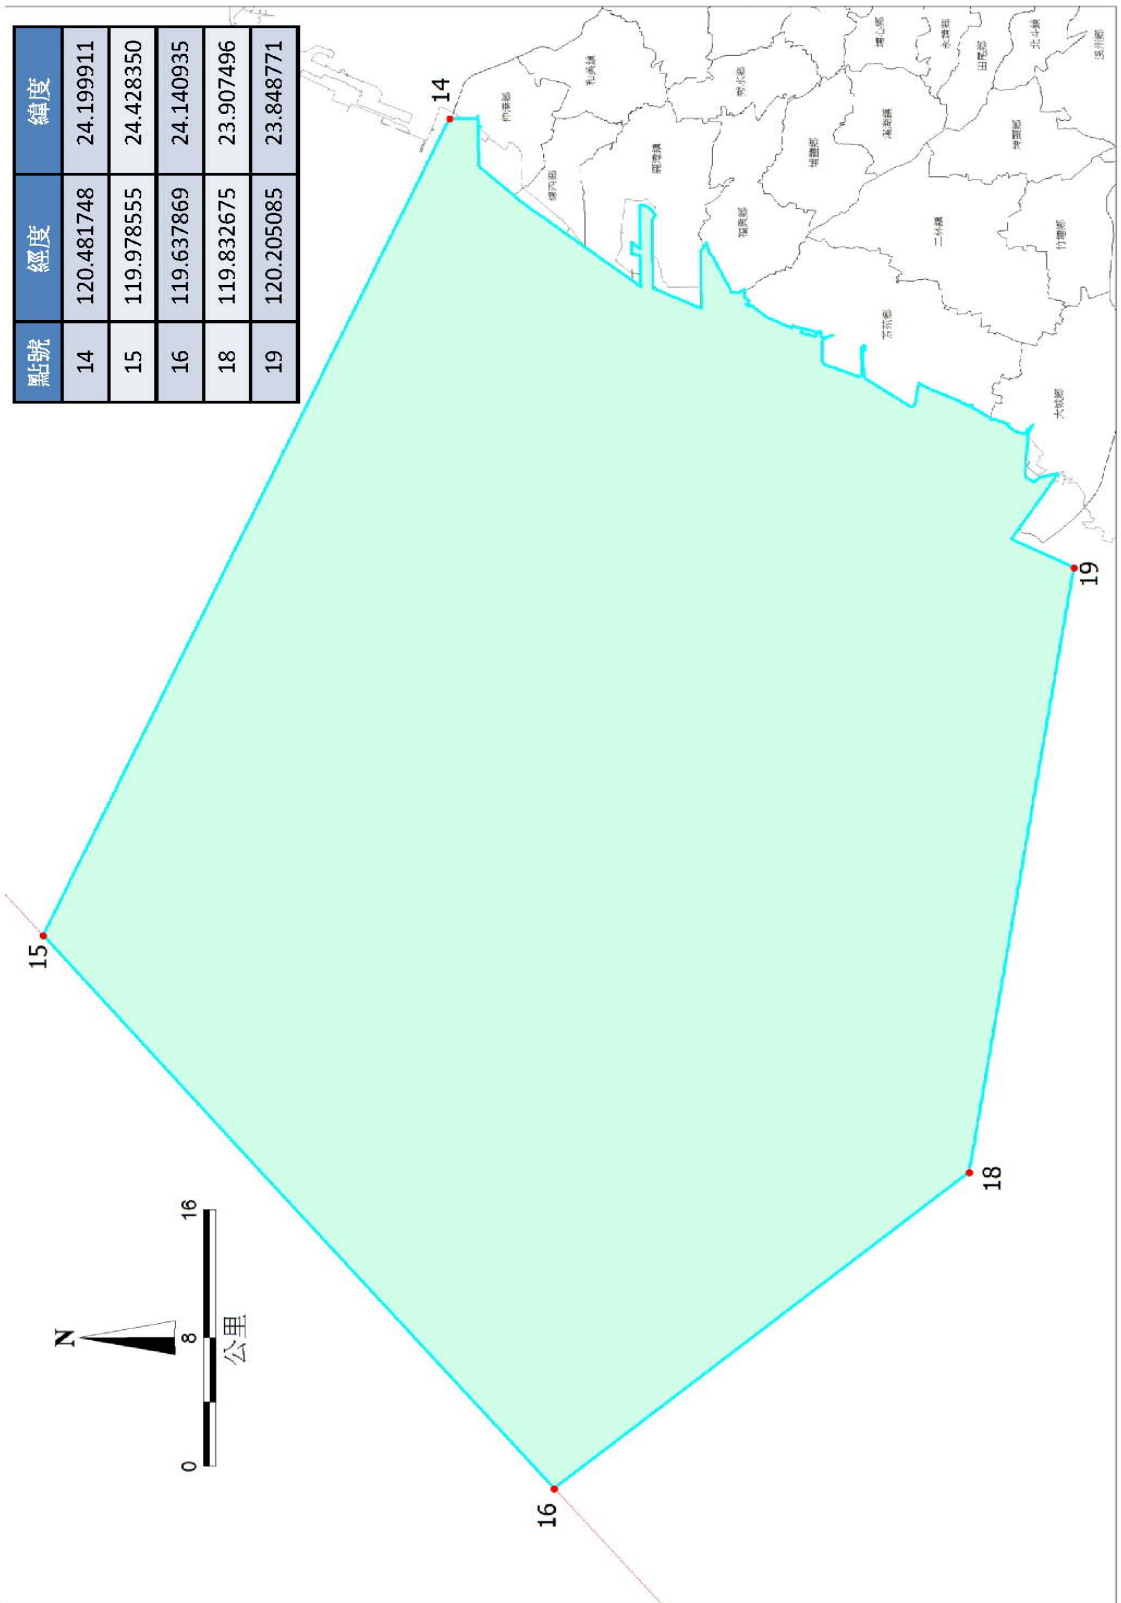 點號 經度 緯度
14 120.481748 24.199911
15 119.978555 24.428350
16 119.637869 24.140935
18 119.832675 23.907496
19 120.205085 23.848771
N
0 8 16
公里
15
14
16
18
19
伸港鄉
和美鎮
線西鄉
鹿港鎮
秀水鄉
福興鄉
埔鹽鄉
埔心鄉
溪湖鎮
永靖鄉
田尾鄉
北斗鎮
埤頭鄉
溪州鄉
二林鎮
竹塘鄉
芳苑鄉
大城鄉